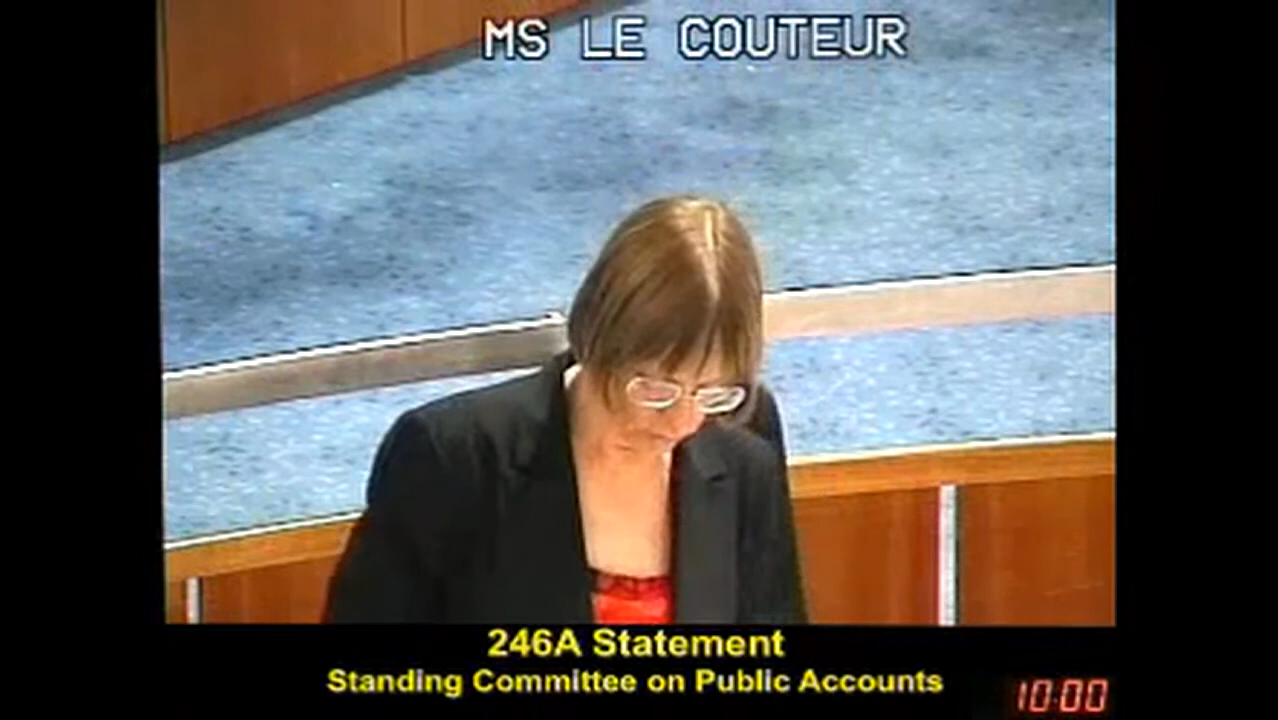 MS LE COUTEUR
246A Statement
Standing Committee on Public Accounts
10:00